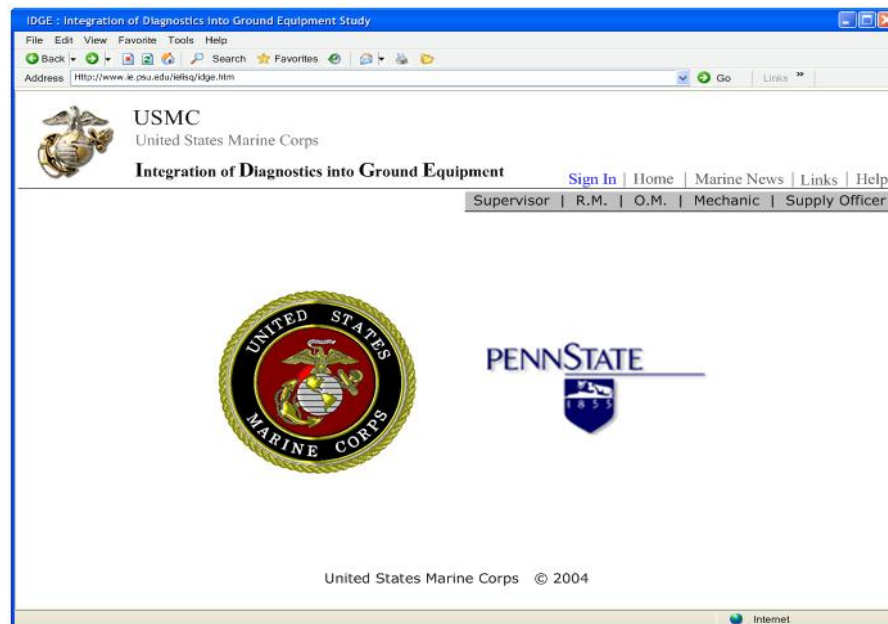 IDGE : Integration of Diagnostics into Ground Equipment Study
File Edit View Favorite Tools Help
Back Search Favorites
Address Http://www.ie.psu.edu/ielisq/idge.htm Go Links »
USMC
United States Marine Corps
Integration of Diagnostics into Ground Equipment
Sign In | Home | Marine News | Links | Help
Supervisor | R.M. | O.M. | Mechanic | Supply Officer
UNITED STATES
MARINE CORPS
PENNSTATE
1855
United States Marine Corps © 2004
Internet